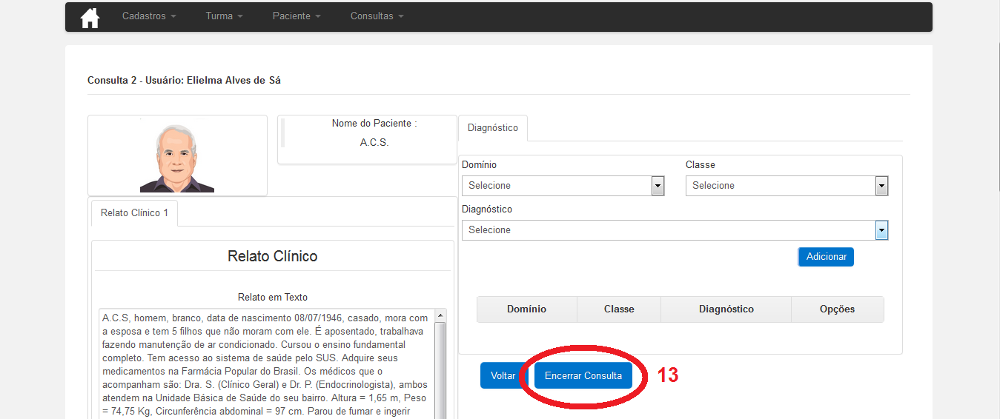 Cadastros Turma Paciente Consultas
Consulta 2 - Usuário: Elielma Alves de Sá
Nome do Paciente :
A.C.S.
Relato Clínico 1
Relato Clínico
Relato em Texto
A.C.S, homem, branco, data de nascimento 08/07/1946, casado, mora com
a esposa e tem 5 filhos que não moram com ele. É aposentado, trabalhava
fazendo manutenção de ar condicionado. Cursou o ensino fundamental
completo. Tem acesso ao sistema de saúde pelo SUS. Adquire seus
medicamentos na Farmácia Popular do Brasil. Os médicos que o
acompanham são: Dra. S. (Clínico Geral) e Dr. P. (Endocrinologista), ambos
atendem na Unidade Básica de Saúde do seu bairro. Altura = 1,65 m, Peso
= 74,75 Kg, Circunferência abdominal = 97 cm. Parou de fumar e ingerir
Diagnóstico
Domínio Classe
Selecione Selecione
Diagnóstico
Selecione
Adicionar
Domínio Classe Diagnóstico Opções
Voltar Encerrar Consulta 13